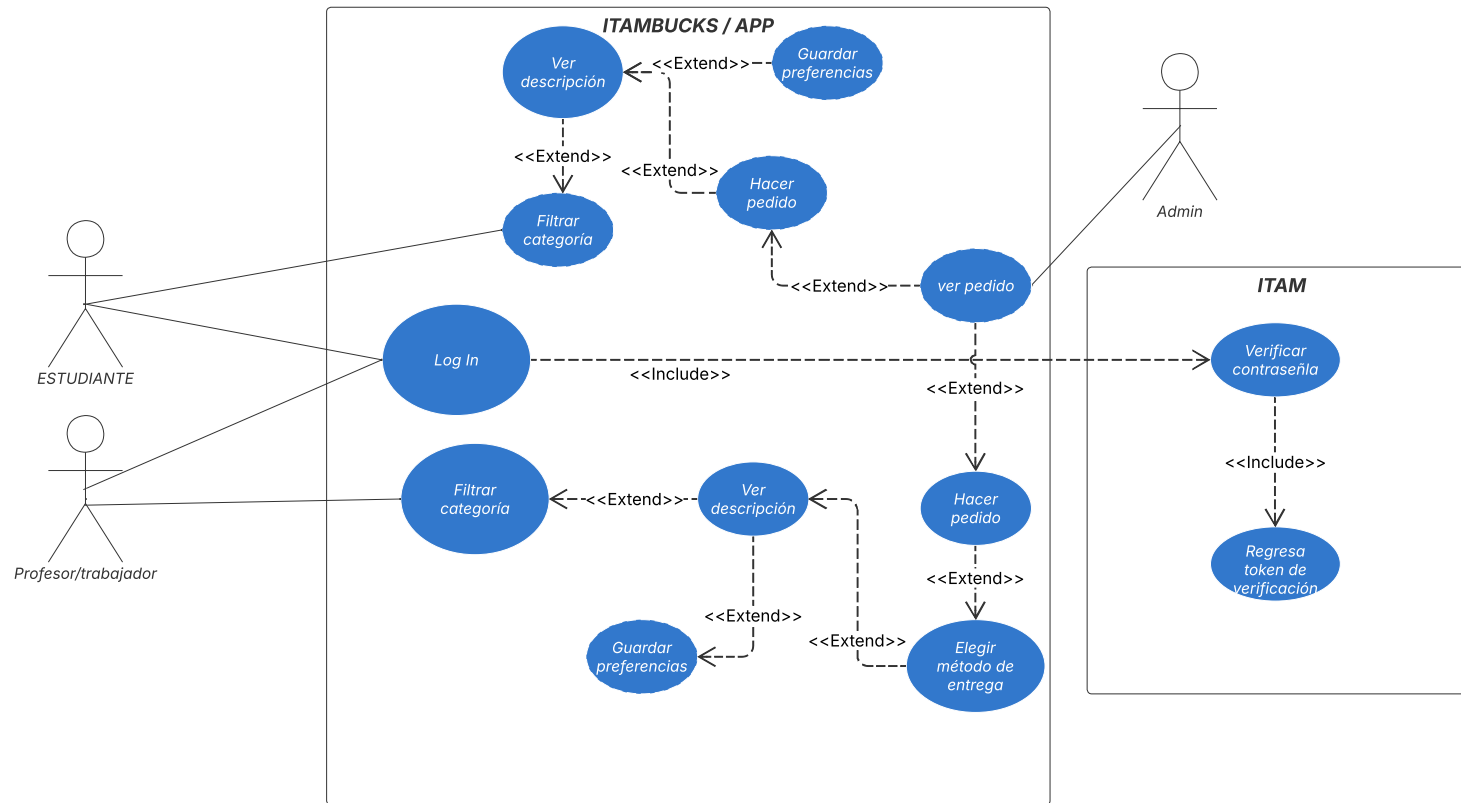 ITAMBUCKS / APP
Ver
descripción
<<Extend>>
Guardar
preferencias
<<Extend>>
<<Extend>>
Hacer
pedido
Admin
Filtrar
categoría
<<Extend>>
ver pedido
ITAM
ESTUDIANTE
Log In
<<Include>>
<<Extend>>
Verificar
contraseñla
<<Include>>
Profesor/trabajador
Filtrar
categoría
<<Extend>>
Ver
descripción
Hacer
pedido
Regresa
token de
verificación
<<Extend>>
<<Extend>>
<<Extend>>
Guardar
preferencias
Elegir
método de
entrega